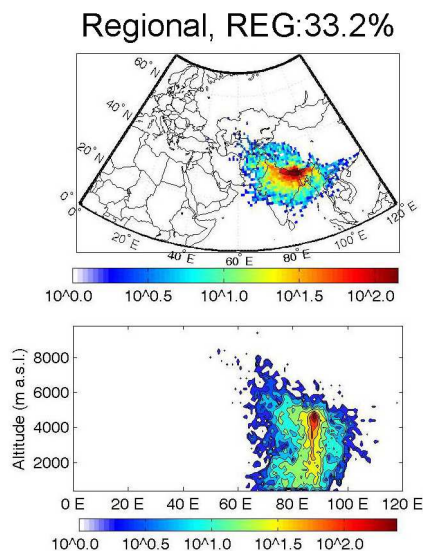 Regional, REG:33.2%
60°N
40°N
20°N
0°
0°
20°E
40°E
60°E
80°E
100°E
120°E
10^0.0 10^0.5 10^1.0 10^1.5 10^2.0
Altitude (m a.s.l.)
8000
6000
4000
2000
0 E 20 E 40 E 60 E 80 E 100 E 120 E
10^0.0 10^0.5 10^1.0 10^1.5 10^2.0